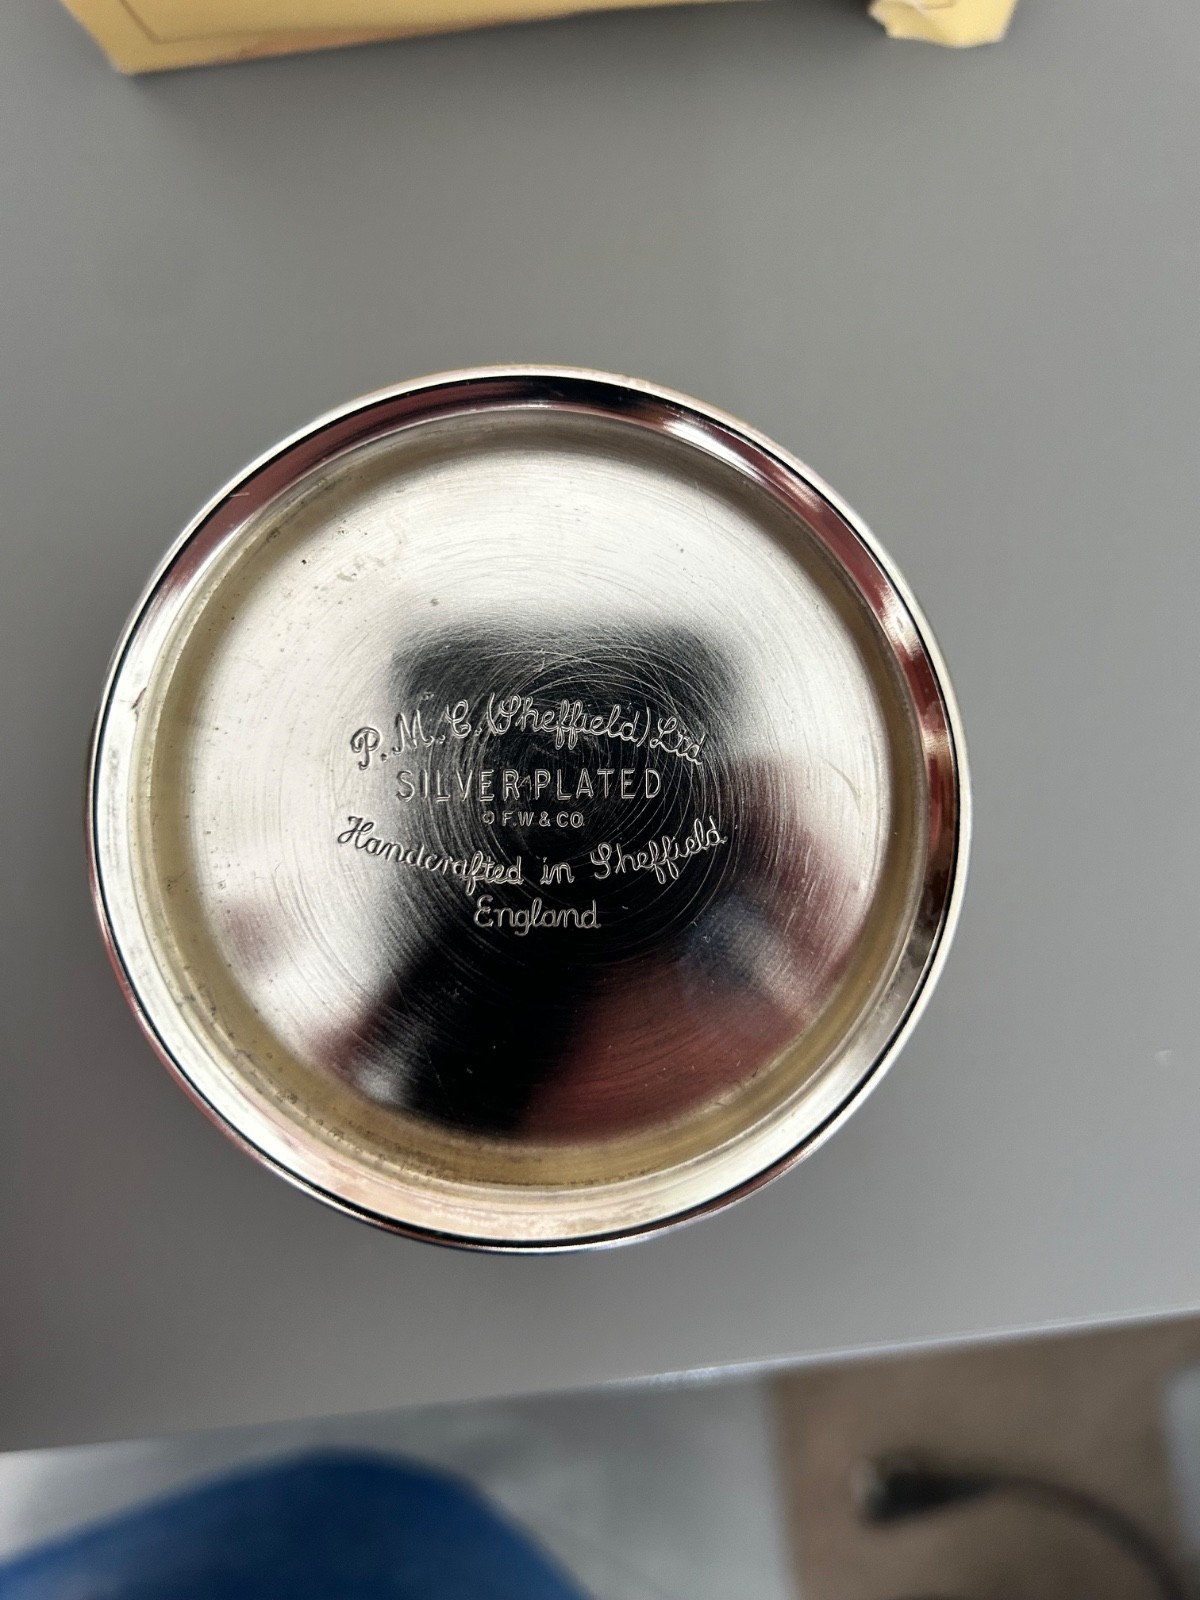 P.M.C. (Sheffield) Ltd
SILVER PLATED
© F.W & CO
Handcrafted in Sheffield
England